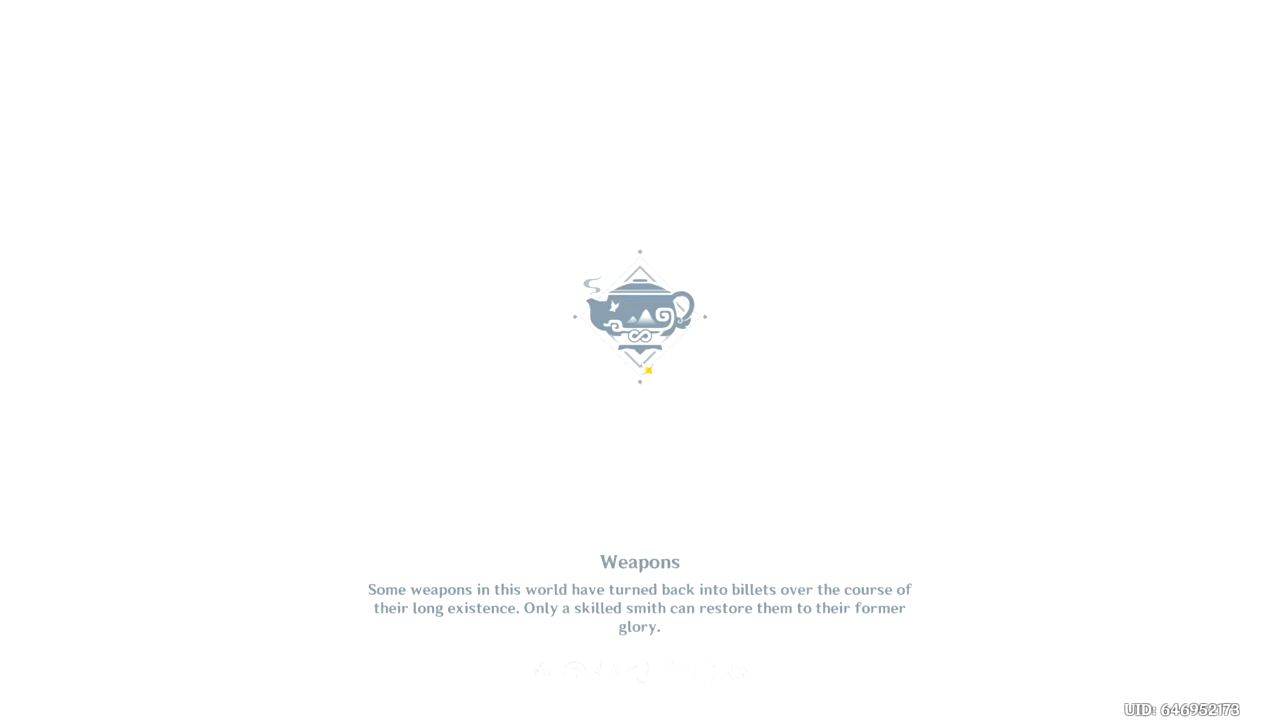 Weapons
Some weapons in this world have turned back into billets over the course of
their long existence. Only a skilled smith can restore them to their former
glory.
UID: 646952173